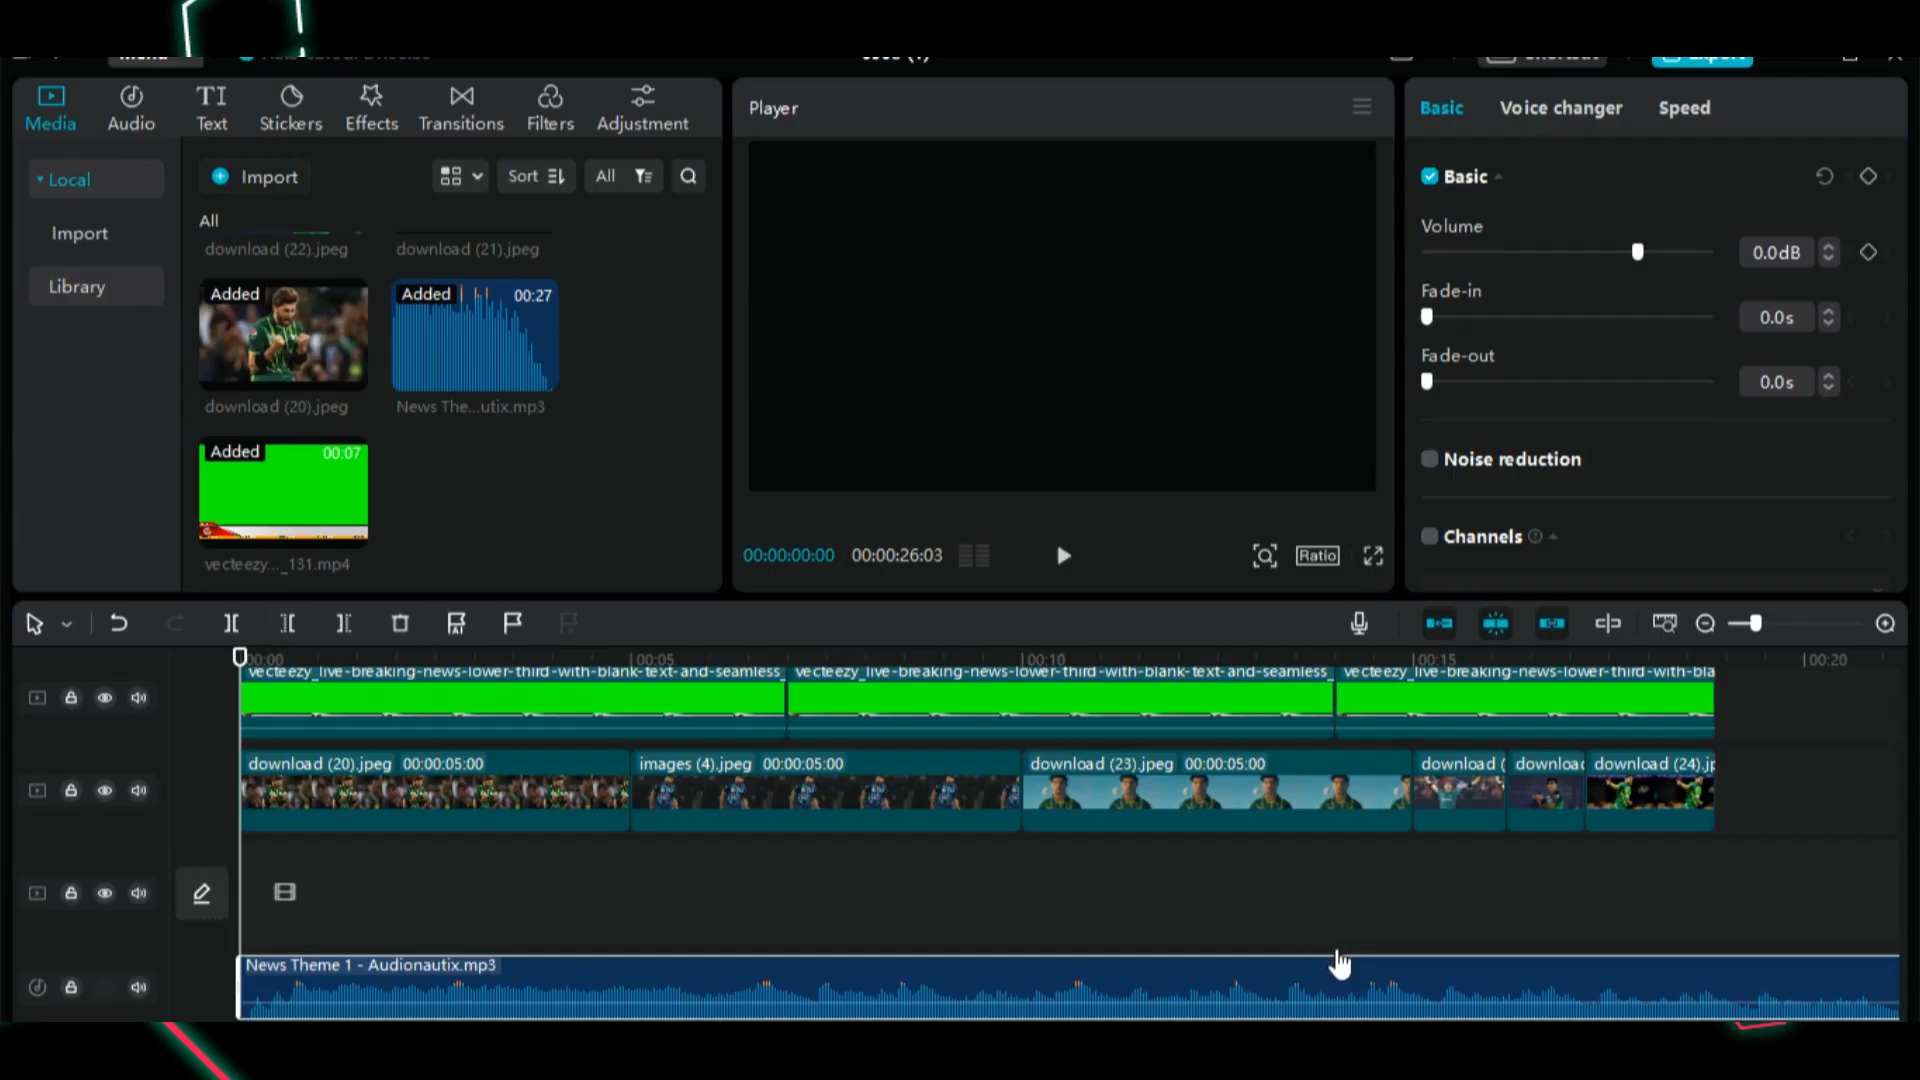 Menu
Export
Media
Audio
TI
Text
Stickers
Effects
Transitions
Filters
Adjustment
Local
Import
Library
Import
Sort
All
All
download (22).jpeg
download (21).jpeg
Added
Added
00:27
download (20).jpeg
News The...utix.mp3
Added
00:07
vecteezy..._131.mp4
Player
00:00:00:00
00:00:26:03
Ratio
Basic
Voice changer
Speed
Basic
Volume
0.0dB
Fade-in
0.0s
Fade-out
0.0s
Noise reduction
Channels
00:00
00:05
00:10
00:15
00:20
vecteezy_live-breaking-news-lower-third-with-blank-text-and-seamless_
vecteezy_live-breaking-news-lower-third-with-blank-text-and-seamless_
vecteezy_live-breaking-news-lower-third-with-bla
download (20).jpeg 00:00:05:00
images (4).jpeg 00:00:05:00
download (23).jpeg 00:00:05:00
download (
download
download (24).jp
News Theme 1 - Audionautix.mp3